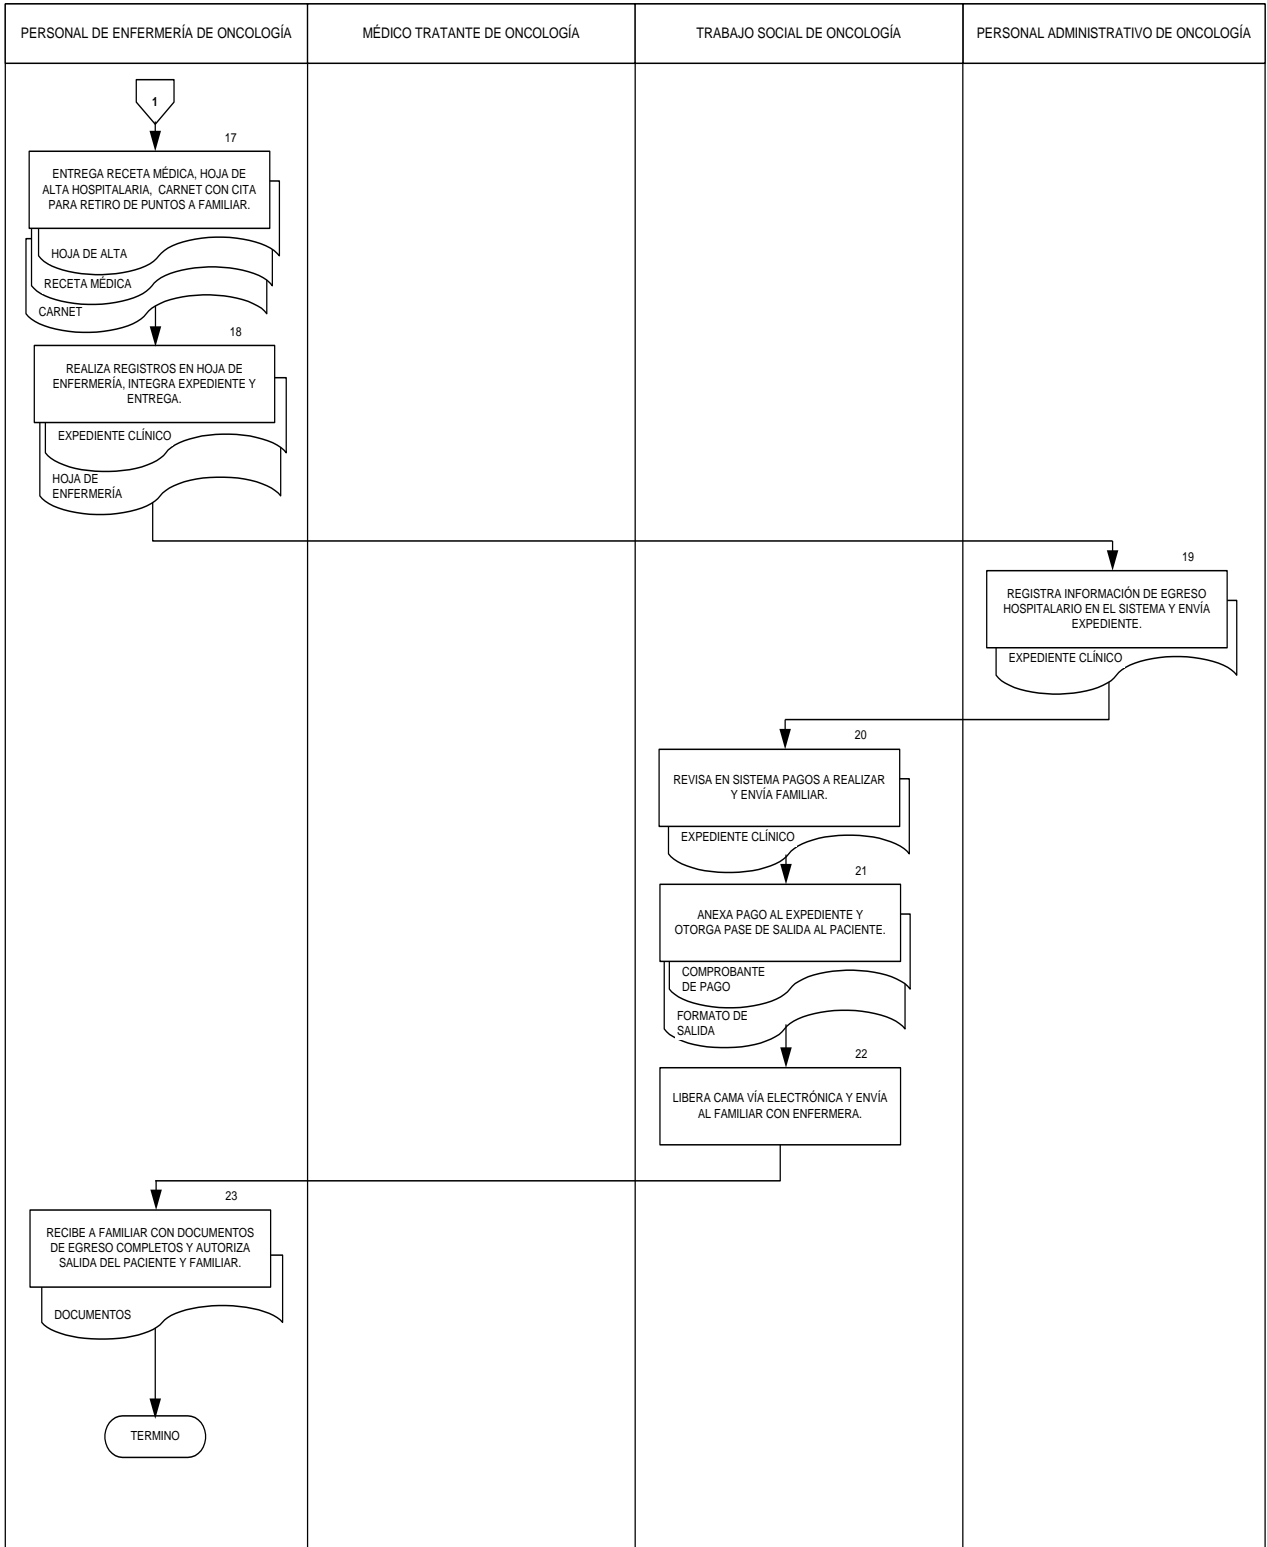 PERSONAL DE ENFERMERÍA DE ONCOLOGÍA
MÉDICO TRATANTE DE ONCOLOGÍA
TRABAJO SOCIAL DE ONCOLOGÍA
PERSONAL ADMINISTRATIVO DE ONCOLOGÍA
1
17
ENTREGA RECETA MÉDICA, HOJA DE
ALTA HOSPITALARIA, CARNET CON CITA
PARA RETIRO DE PUNTOS A FAMILIAR.
HOJA DE ALTA
RECETA MÉDICA
CARNET
18
REALIZA REGISTROS EN HOJA DE
ENFERMERÍA, INTEGRA EXPEDIENTE Y
ENTREGA.
EXPEDIENTE CLÍNICO
HOJA DE
ENFERMERÍA
19
REGISTRA INFORMACIÓN DE EGRESO
HOSPITALARIO EN EL SISTEMA Y ENVÍA
EXPEDIENTE.
EXPEDIENTE CLÍNICO
20
REVISA EN SISTEMA PAGOS A REALIZAR
Y ENVÍA FAMILIAR.
EXPEDIENTE CLÍNICO
21
ANEXA PAGO AL EXPEDIENTE Y
OTORGA PASE DE SALIDA AL PACIENTE.
COMPROBANTE
DE PAGO
FORMATO DE
SALIDA
22
LIBERA CAMA VÍA ELECTRÓNICA Y ENVÍA
AL FAMILIAR CON ENFERMERA.
23
RECIBE A FAMILIAR CON DOCUMENTOS
DE EGRESO COMPLETOS Y AUTORIZA
SALIDA DEL PACIENTE Y FAMILIAR.
DOCUMENTOS
TERMINO